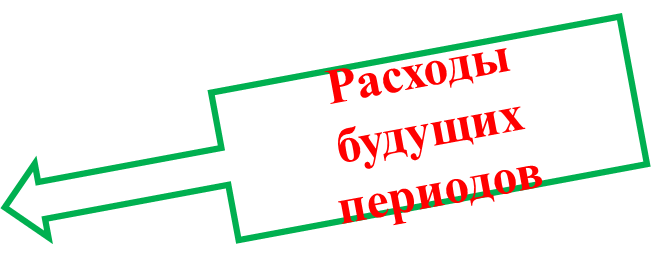 Расходы
будущих
периодов